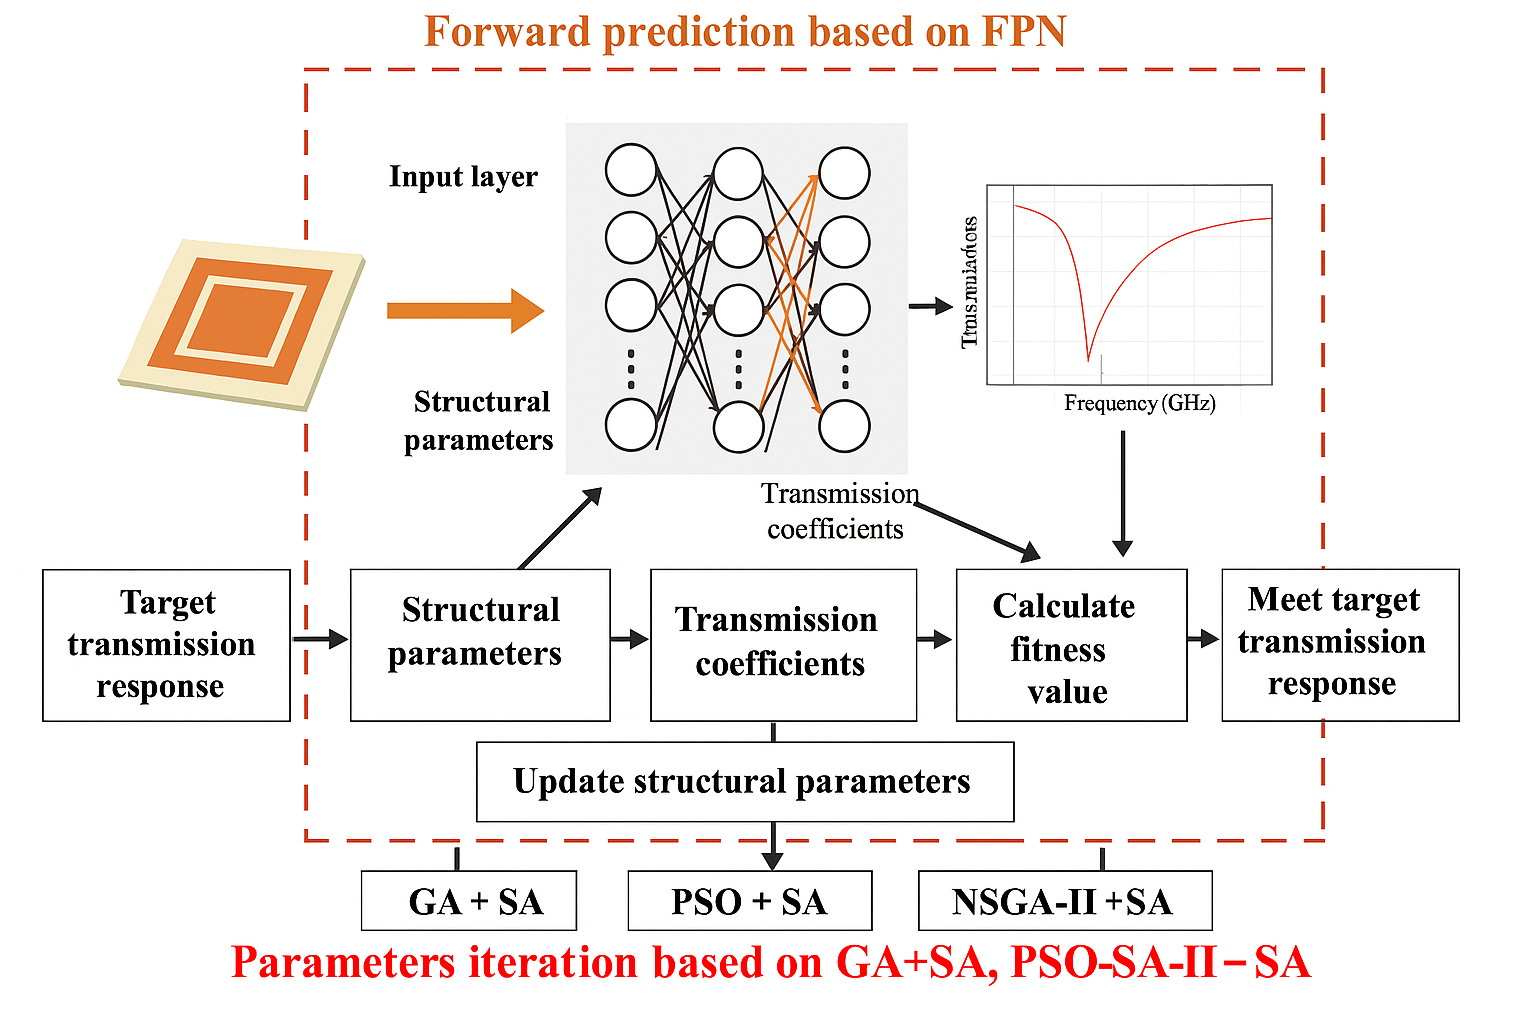 Forward prediction based on FPN
Input layer
Structural
parameters
Frequency (GHz)
Transmission
coefficients
Target
transmission
response
Structural
parameters
Transmission
coefficients
Calculate
fitness
value
Meet target
transmission
response
Update structural parameters
GA + SA
PSO + SA
NSGA-II +SA
Parameters iteration based on GA+SA, PSO-SA-II – SA